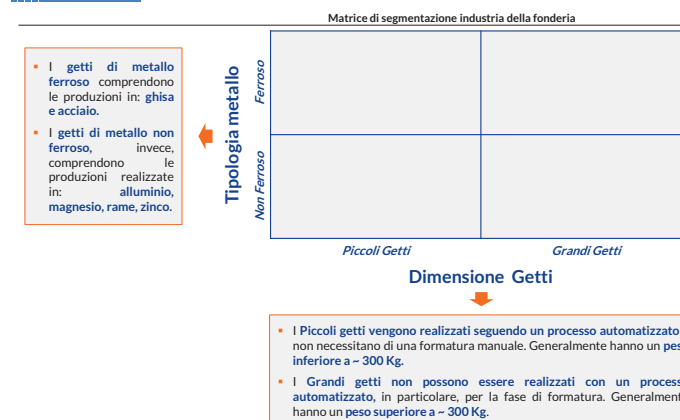 Matrice di segmentazione industria della fonderia
▪ I getti di metallo
ferroso comprendono
le produzioni in: ghisa
e acciaio.
▪ I getti di metallo non
ferroso, invece,
comprendono le
produzioni realizzate
in: alluminio,
magnesio, rame, zinco.
Tipologia metallo
Ferroso
Non Ferroso
Piccoli Getti Grandi Getti
Dimensione Getti
▪ I Piccoli getti vengono realizzati seguendo un processo automatizzato
non necessitano di una formatura manuale. Generalmente hanno un pes
inferiore a ~ 300 Kg.
▪ I Grandi getti non possono essere realizzati con un process
automatizzato, in particolare, per la fase di formatura. Generalment
hanno un peso superiore a ~ 300 Kg.